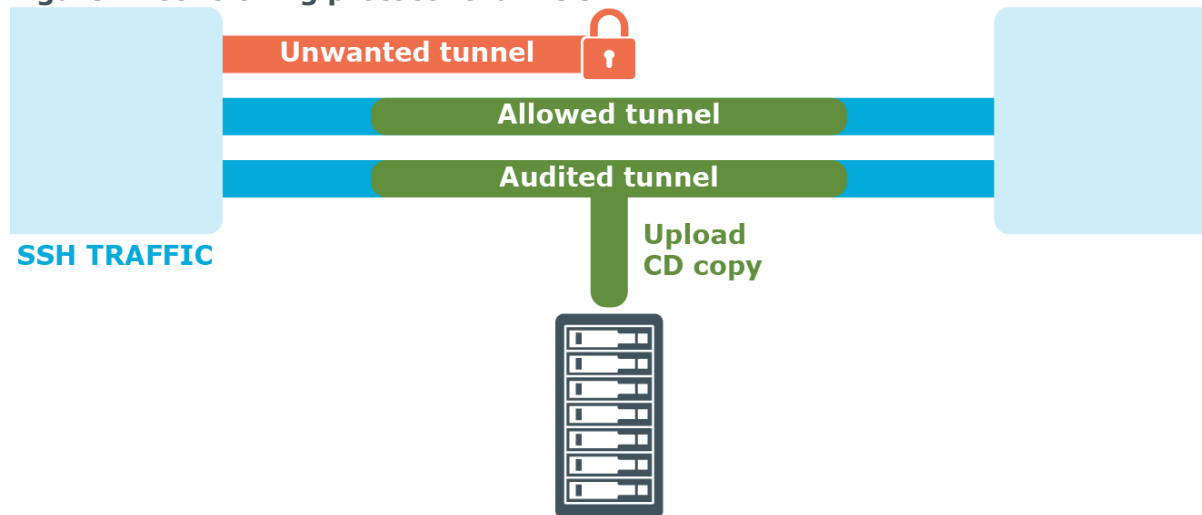 Unwanted tunnel
Allowed tunnel
Audited tunnel
SSH TRAFFIC
Upload
CD copy